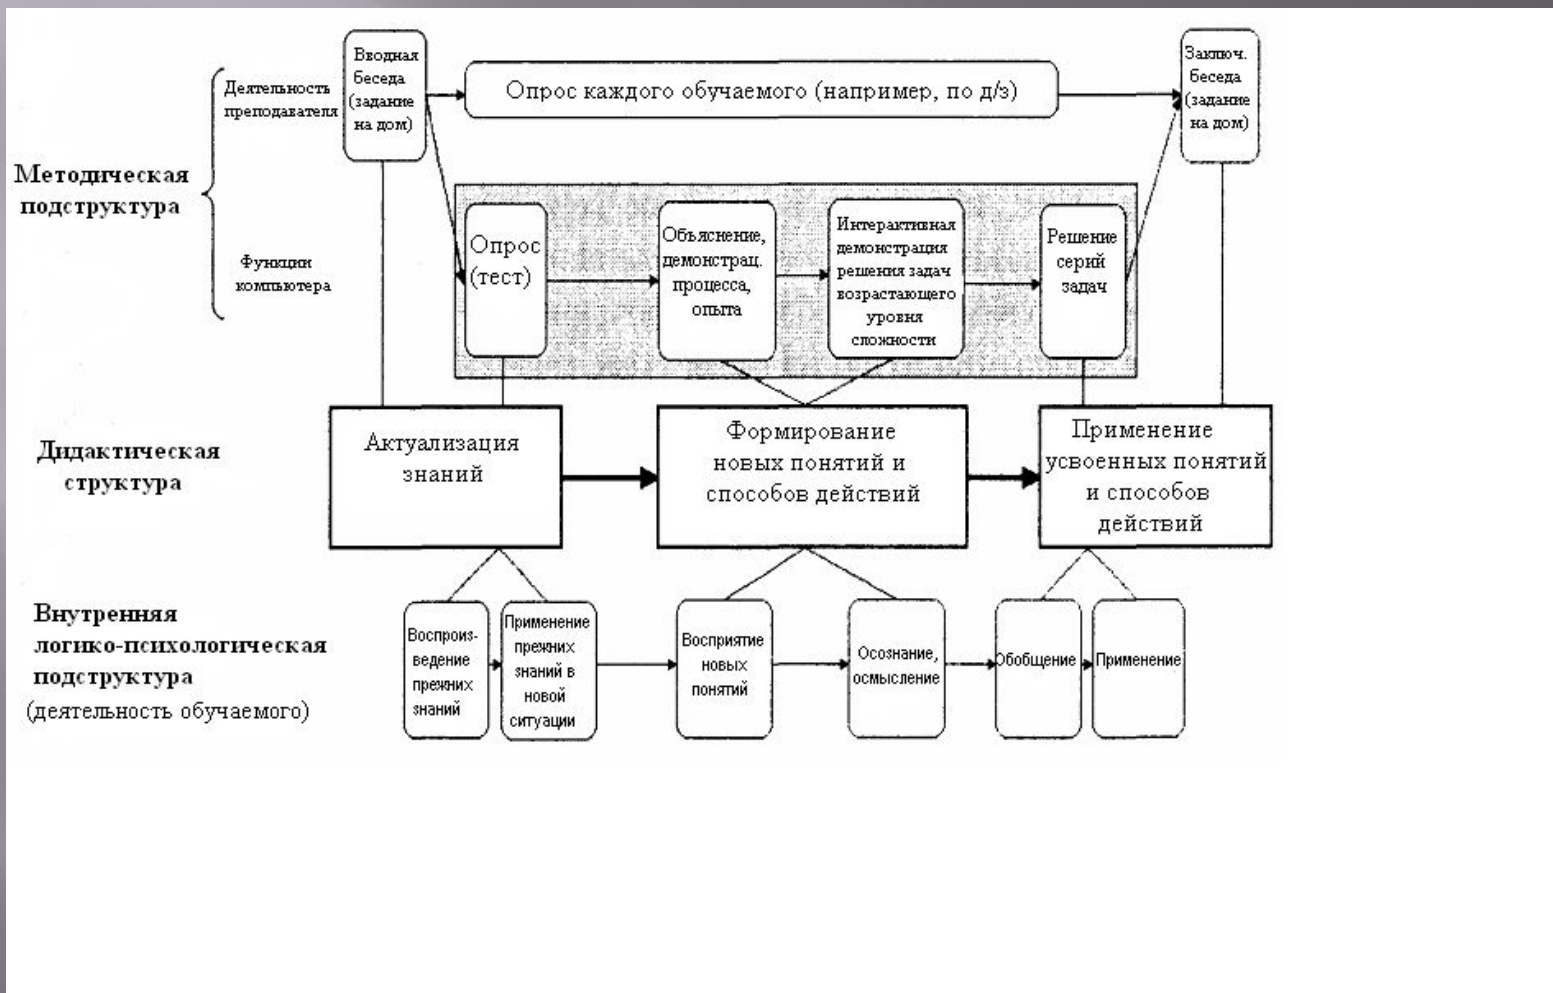 Вводная
беседа
(задание
на дом)
Заключ.
беседа
(задание
на дом)
Деятельность
преподавателя
Опрос каждого обучаемого (например, по д/з)
Методическая
подструктура
Функции
компьютера
Опрос
(тест)
Объяснение,
демонстрац.
процесса,
опыта
Интерактивная
демонстрация
решения задач
возрастающего
уровня
сложности
Решение
серий
задач
Дидактическая
структура
Актуализация
знаний
Формирование
новых понятий и
способов действий
Применение
усвоенных понятий
и способов
действий
Внутренняя
логико-психологическая
подструктура
(деятельность обучаемого)
Воспроиз-
ведение
прежних
знаний
Применение
прежних
знаний в
новой
ситуации
Восприятие
новых
понятий
Осознание,
осмысление
Обобщение
Применение